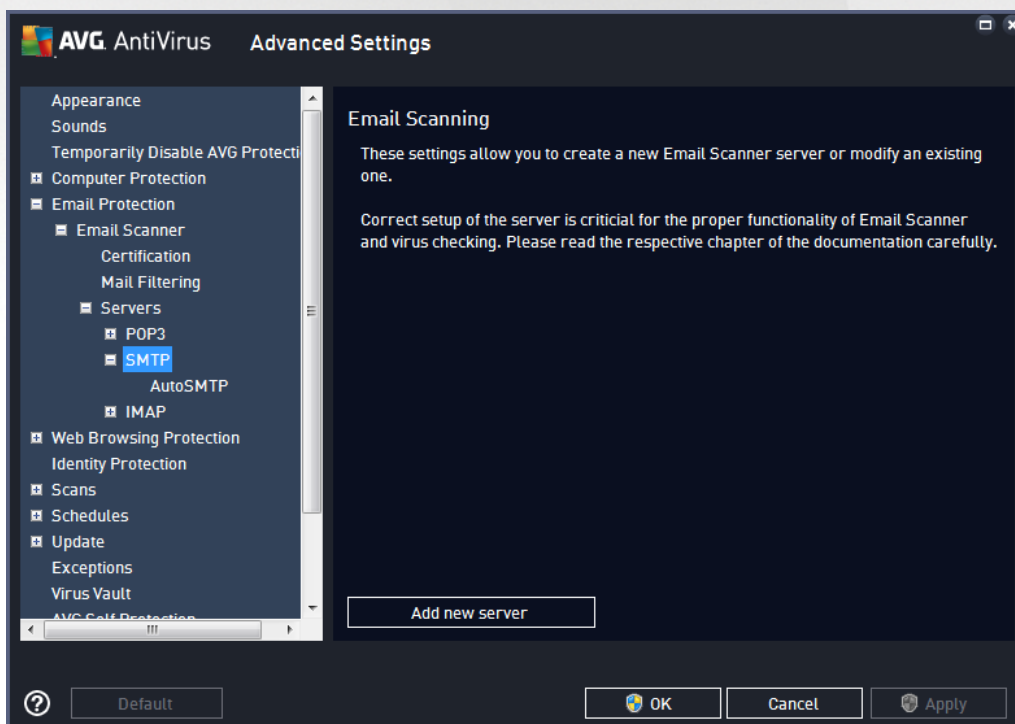 AVG. AntiVirus Advanced Settings
Appearance
Sounds
Temporarily Disable AVG Protecti
Computer Protection
Email Protection
Email Scanner
Certification
Mail Filtering
Servers
POP3
SMTP
AutoSMTP
IMAP
Web Browsing Protection
Identity Protection
Scans
Schedules
Update
Exceptions
Virus Vault
AVG Self Protection
Email Scanning
These settings allow you to create a new Email Scanner server or modify an existing
one.
Correct setup of the server is criticial for the proper functionality of Email Scanner
and virus checking. Please read the respective chapter of the documentation carefully.
Add new server
Default
OK
Cancel
Apply